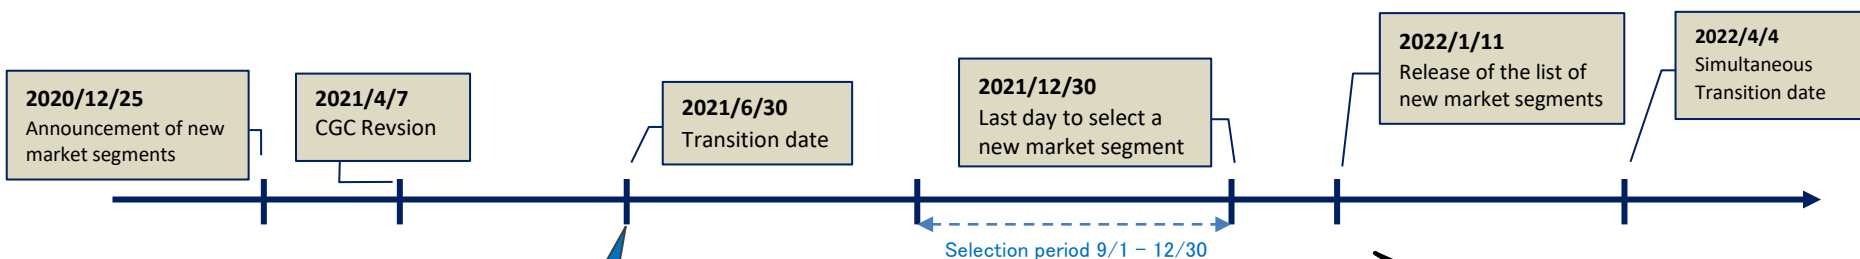 2020/12/25
Announcement of new
market segments
2021/4/7
CGC Revsion
2021/6/30
Transition date
2021/12/30
Last day to select a
new market segment
2022/1/11
Release of the list of
new market segments
2022/4/4
Simultaneous
Transition date
Selection period 9/1 – 12/30